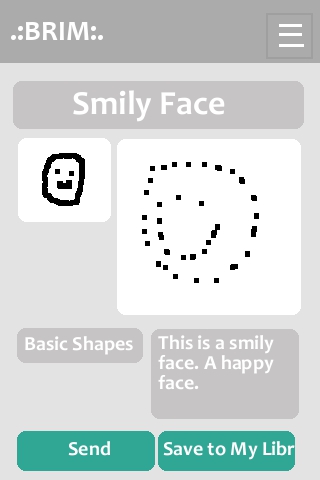 .:BRIM:.
Smily Face
Basic Shapes
This is a smily
face. A happy
face.
Send
Save to My Libr